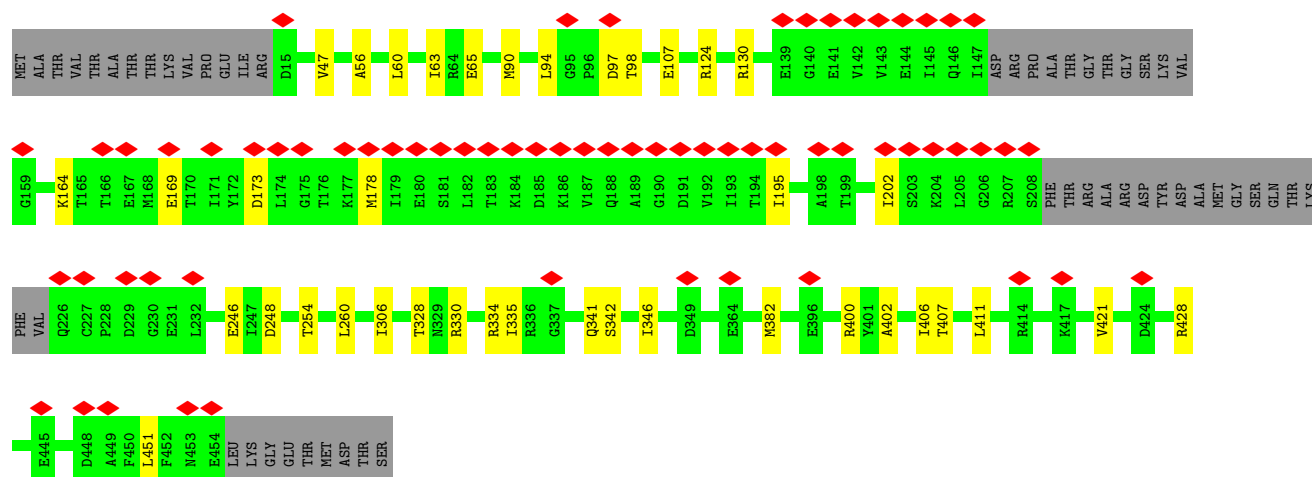 MET ALA THR VAL THR ALA THR THR LYS VAL PRO GLU ILE ARG D15 V47 A56 L60 I63 R64 E65 M90 L94 G95 P96 D97 T98 E107 R124 R130 E139 G140 E141 V142 V143 E144 I145 Q146 I147 ASP ARG PRO ALA THR GLY THR GLY SER LYS VAL
G159 K164 T165 T166 E167 M168 E169 T170 I171 Y172 D173 L174 G175 T176 K177 M178 I179 E180 S181 L182 T183 K184 D185 K186 V187 Q188 A189 G190 D191 V192 I193 T194 I195 A198 T199 I202 S203 K204 L205 G206 R207 S208 PHE THR ARG ALA ARG ASP TYR ASP ALA MET GLY SER GLN THR LYS
PHE VAL Q226 C227 P228 D229 G230 E231 L232 E246 I247 D248 T254 L260 I306 T328 N329 R330 R334 I335 R336 G337 Q341 S342 I346 D349 E364 M382 E396 R400 Y401 A402 I406 T407 L411 R414 K417 V421 D424 R428
E445 D448 A449 F450 L451 F452 N453 E454 LEU LYS GLY GLU THR MET ASP THR SER